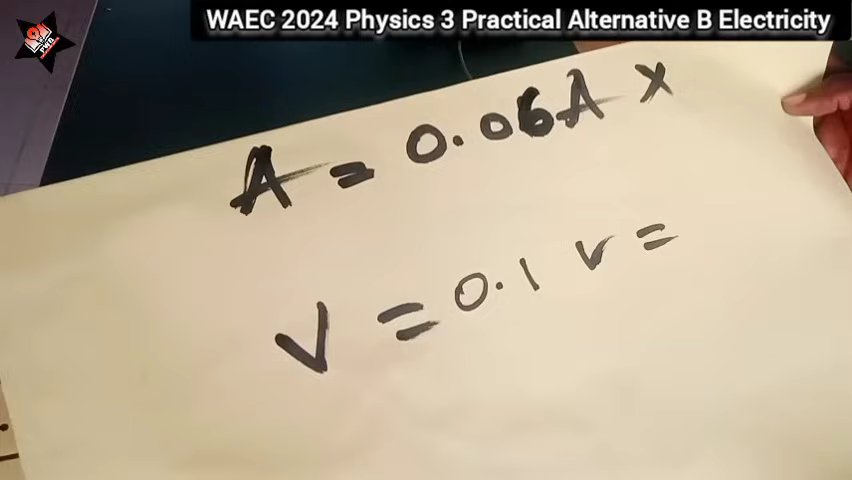 WAEC 2024 Physics 3 Practical Alternative B Electricity
A = 0.06A X
V = 0.1 v =